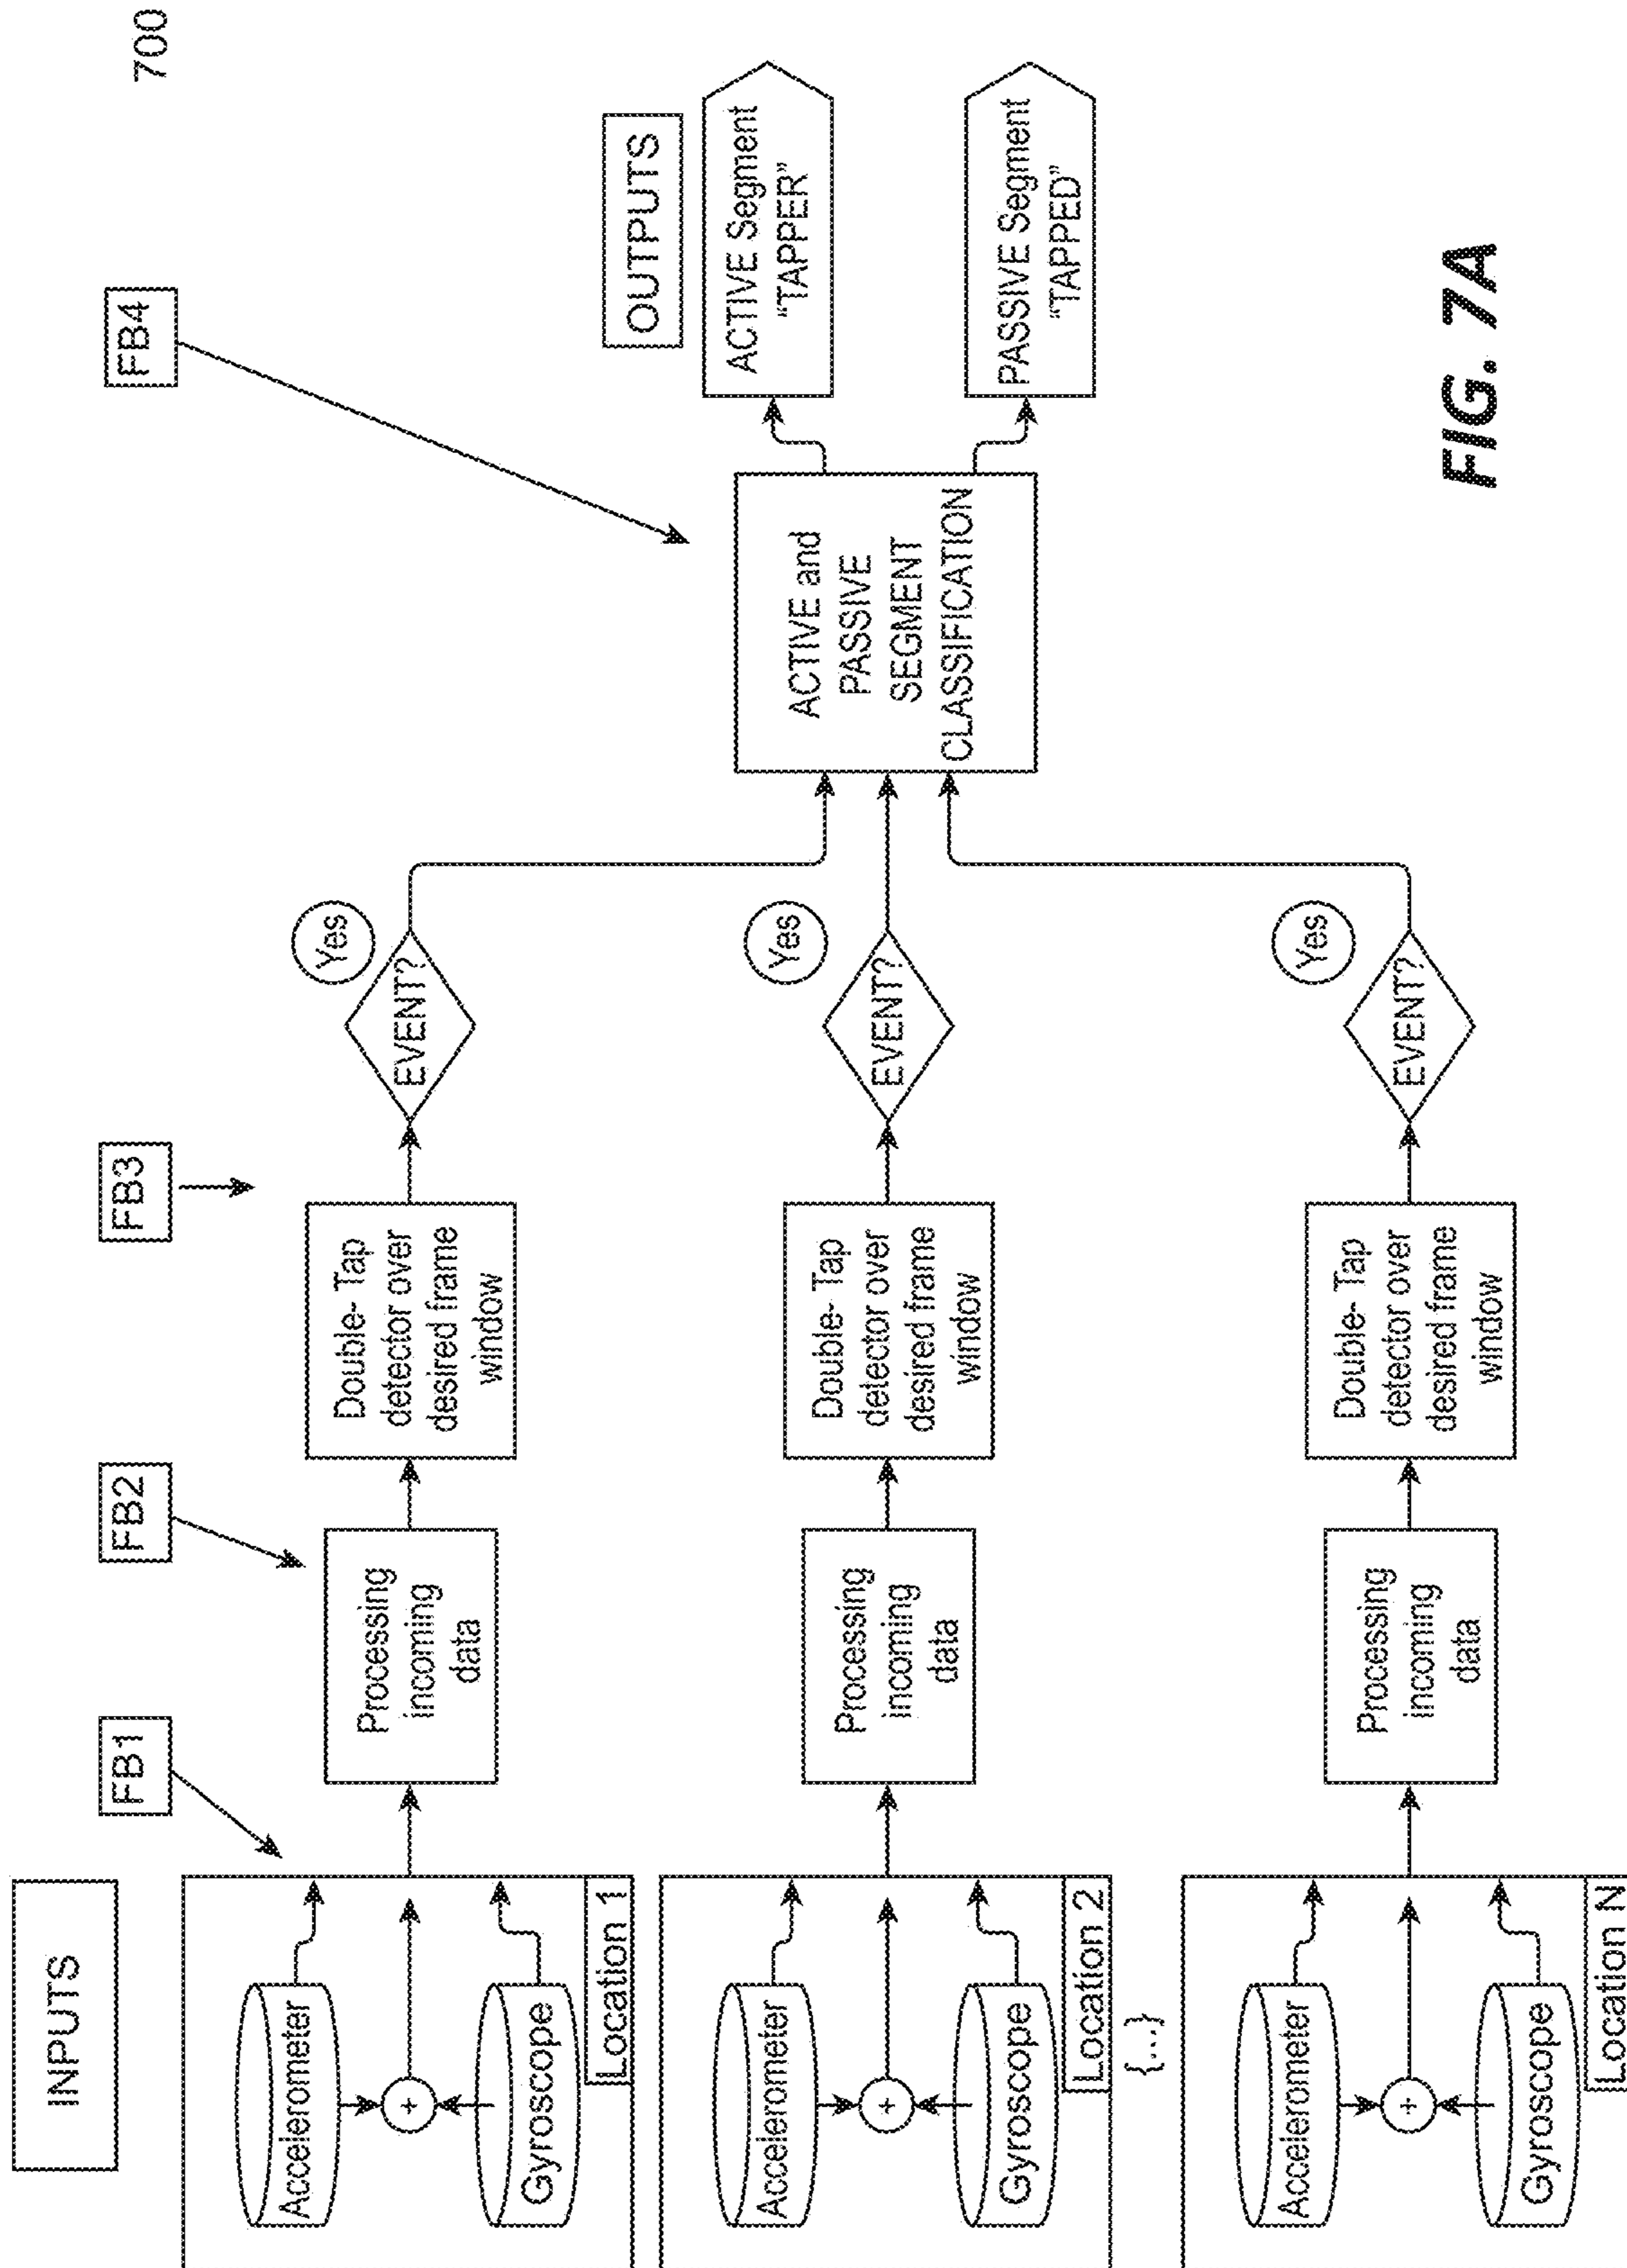 700
INPUTS
FB1
FB2
FB3
FB4
Accelerometer
+
Gyroscope
Location 1
Processing
incoming
data
Double- Tap
detector over
desired frame
window
EVENT?
Yes
Accelerometer
+
Gyroscope
Location 2
Processing
incoming
data
Double- Tap
detector over
desired frame
window
EVENT?
Yes
{...}
Accelerometer
+
Gyroscope
Location N
Processing
incoming
data
Double- Tap
detector over
desired frame
window
EVENT?
Yes
ACTIVE and
PASSIVE
SEGMENT
CLASSIFICATION
OUTPUTS
ACTIVE Segment
"TAPPER"
PASSIVE Segment
"TAPPED"
FIG. 7A